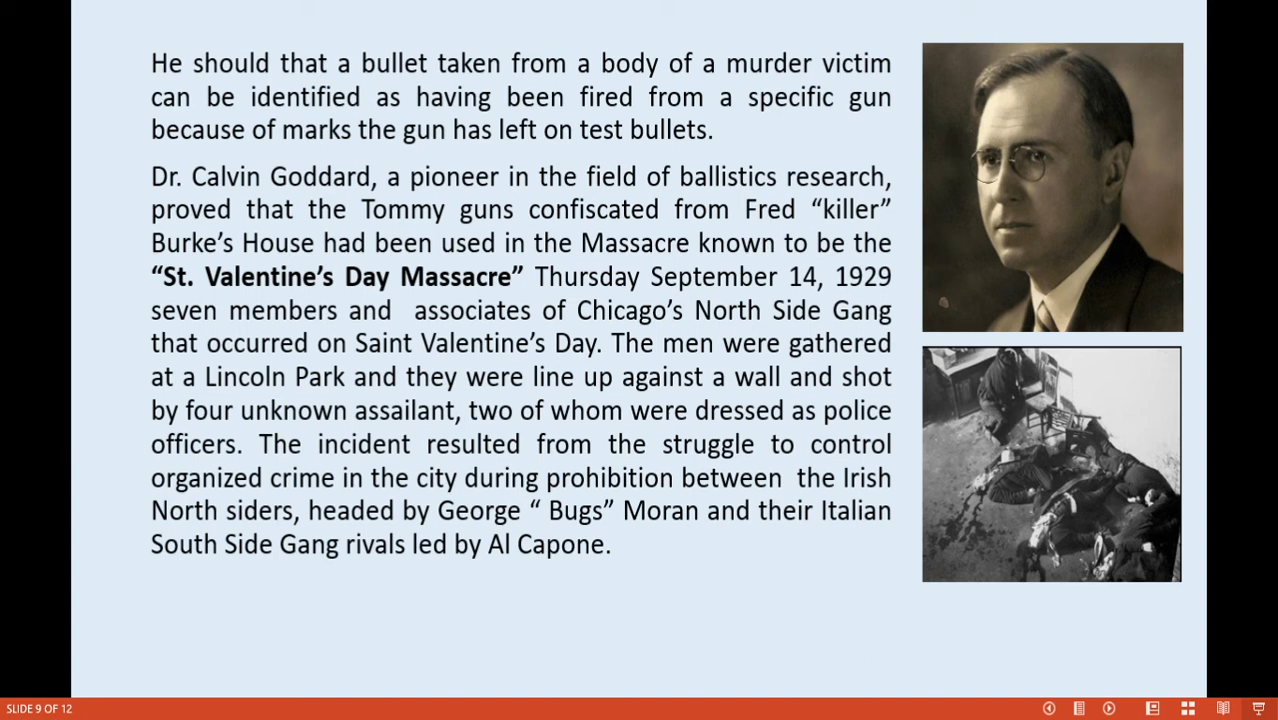 He should that a bullet taken from a body of a murder victim
can be identified as having been fired from a specific gun
because of marks the gun has left on test bullets.
Dr. Calvin Goddard, a pioneer in the field of ballistics research,
proved that the Tommy guns confiscated from Fred “killer”
Burke’s House had been used in the Massacre known to be the
“St. Valentine’s Day Massacre” Thursday September 14, 1929
seven members and  associates of Chicago’s North Side Gang
that occurred on Saint Valentine’s Day. The men were gathered
at a Lincoln Park and they were line up against a wall and shot
by four unknown assailant, two of whom were dressed as police
officers. The incident resulted from the struggle to control
organized crime in the city during prohibition between  the Irish
North siders, headed by George “ Bugs” Moran and their Italian
South Side Gang rivals led by Al Capone.
SLIDE 9 OF 12